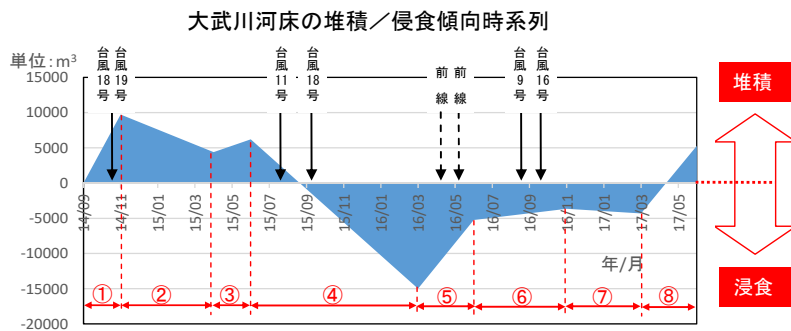 大武川河床の堆積／侵食傾向時系列
単位:m³
台風18号
台風19号
台風11号
台風18号
前線
前線
台風9号
台風16号
堆積
15000
10000
5000
0
-5000
-10000
-15000
-20000
14/09
14/11
15/01
15/03
15/05
15/07
15/09
15/11
16/01
16/03
16/05
16/07
16/09
16/11
17/01
17/03
17/05
年/月
浸食
① ② ③ ④ ⑤ ⑥ ⑦ ⑧